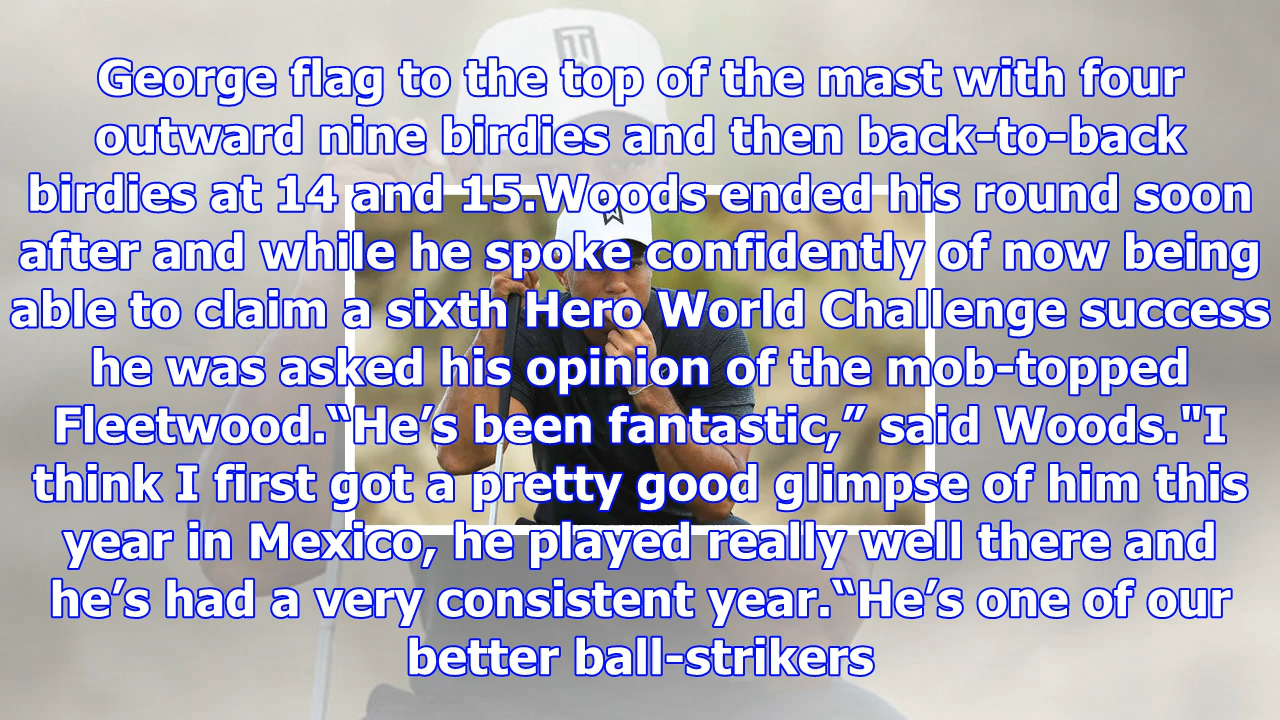 George flag to the top of the mast with four
outward nine birdies and then back-to-back
birdies at 14 and 15.Woods ended his round soon
after and while he spoke confidently of now being
able to claim a sixth Hero World Challenge success
he was asked his opinion of the mob-topped
Fleetwood.“He’s been fantastic,” said Woods."I
think I first got a pretty good glimpse of him this
year in Mexico, he played really well there and
he’s had a very consistent year.“He’s one of our
better ball-strikers